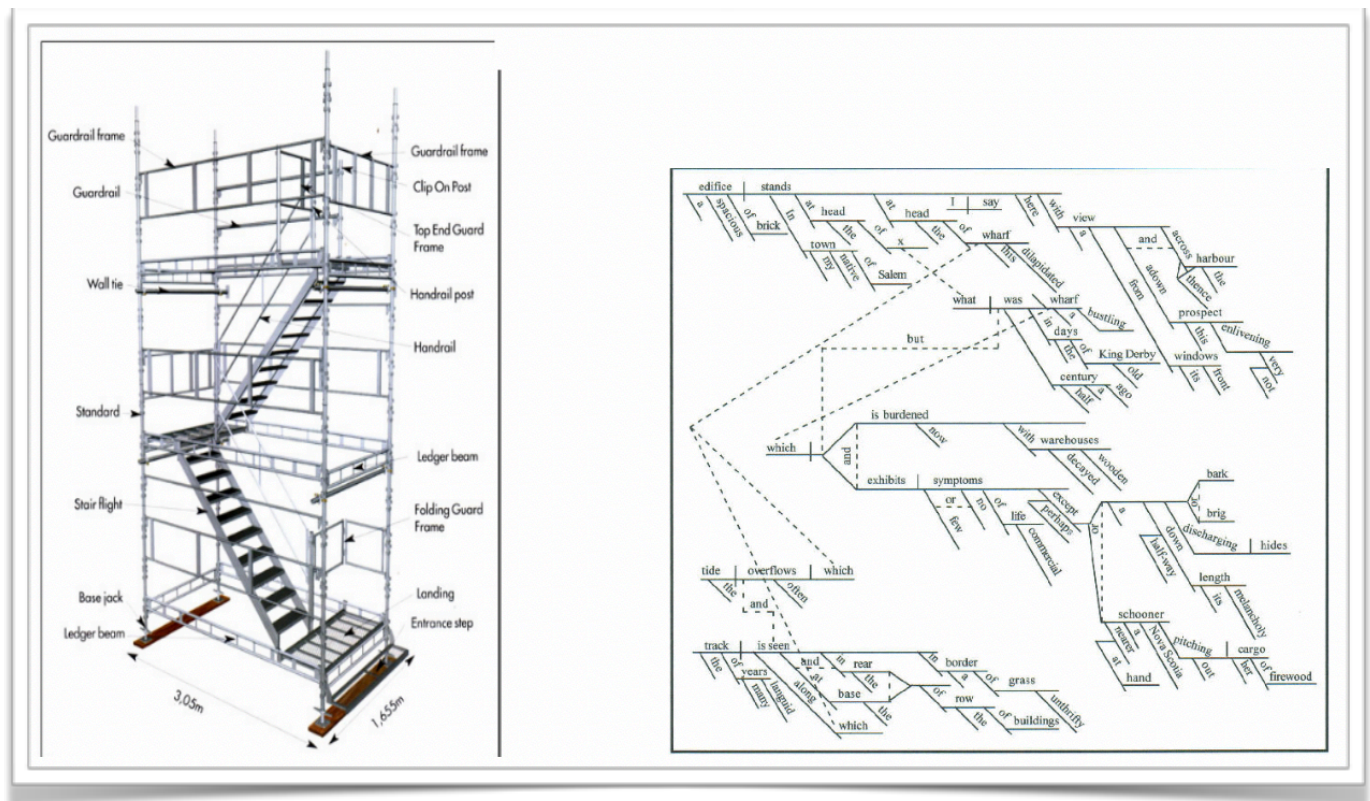 Guardrail frame
Guardrail
Wall tie
Standard
Stair flight
Base jack
Ledger beam
Guardrail frame
Clip On Post
Top End Guard
Frame
Handrail post
Handrail
Ledger beam
Folding Guard
Frame
Landing
Entrance step
3,05m
1,655m
edifice stands
a spacious of brick
In town my native of Salem
at head the of x
at head the of wharf this dilapidated
I say
here
with view a
from windows its front
and
adown prospect this enlivening very not
across harbour the
thence
what was wharf a bustling
in days the of King Derby old
century half a ago
but
which
and
is burdened
now
with warehouses decayed wooden
exhibits symptoms
or
few
no
of life commercial
except
perhaps
or
a
or
bark
brig
half-way
down length its melancholy
discharging hides
schooner
nearer at hand
a
Nova Scotia
pitching out cargo her of firewood
tide overflows which
the
often
and
track is seen
the
of years many languid
and
along
at
which
in rear the
base the
of row the of buildings
in border a of grass unthrifty